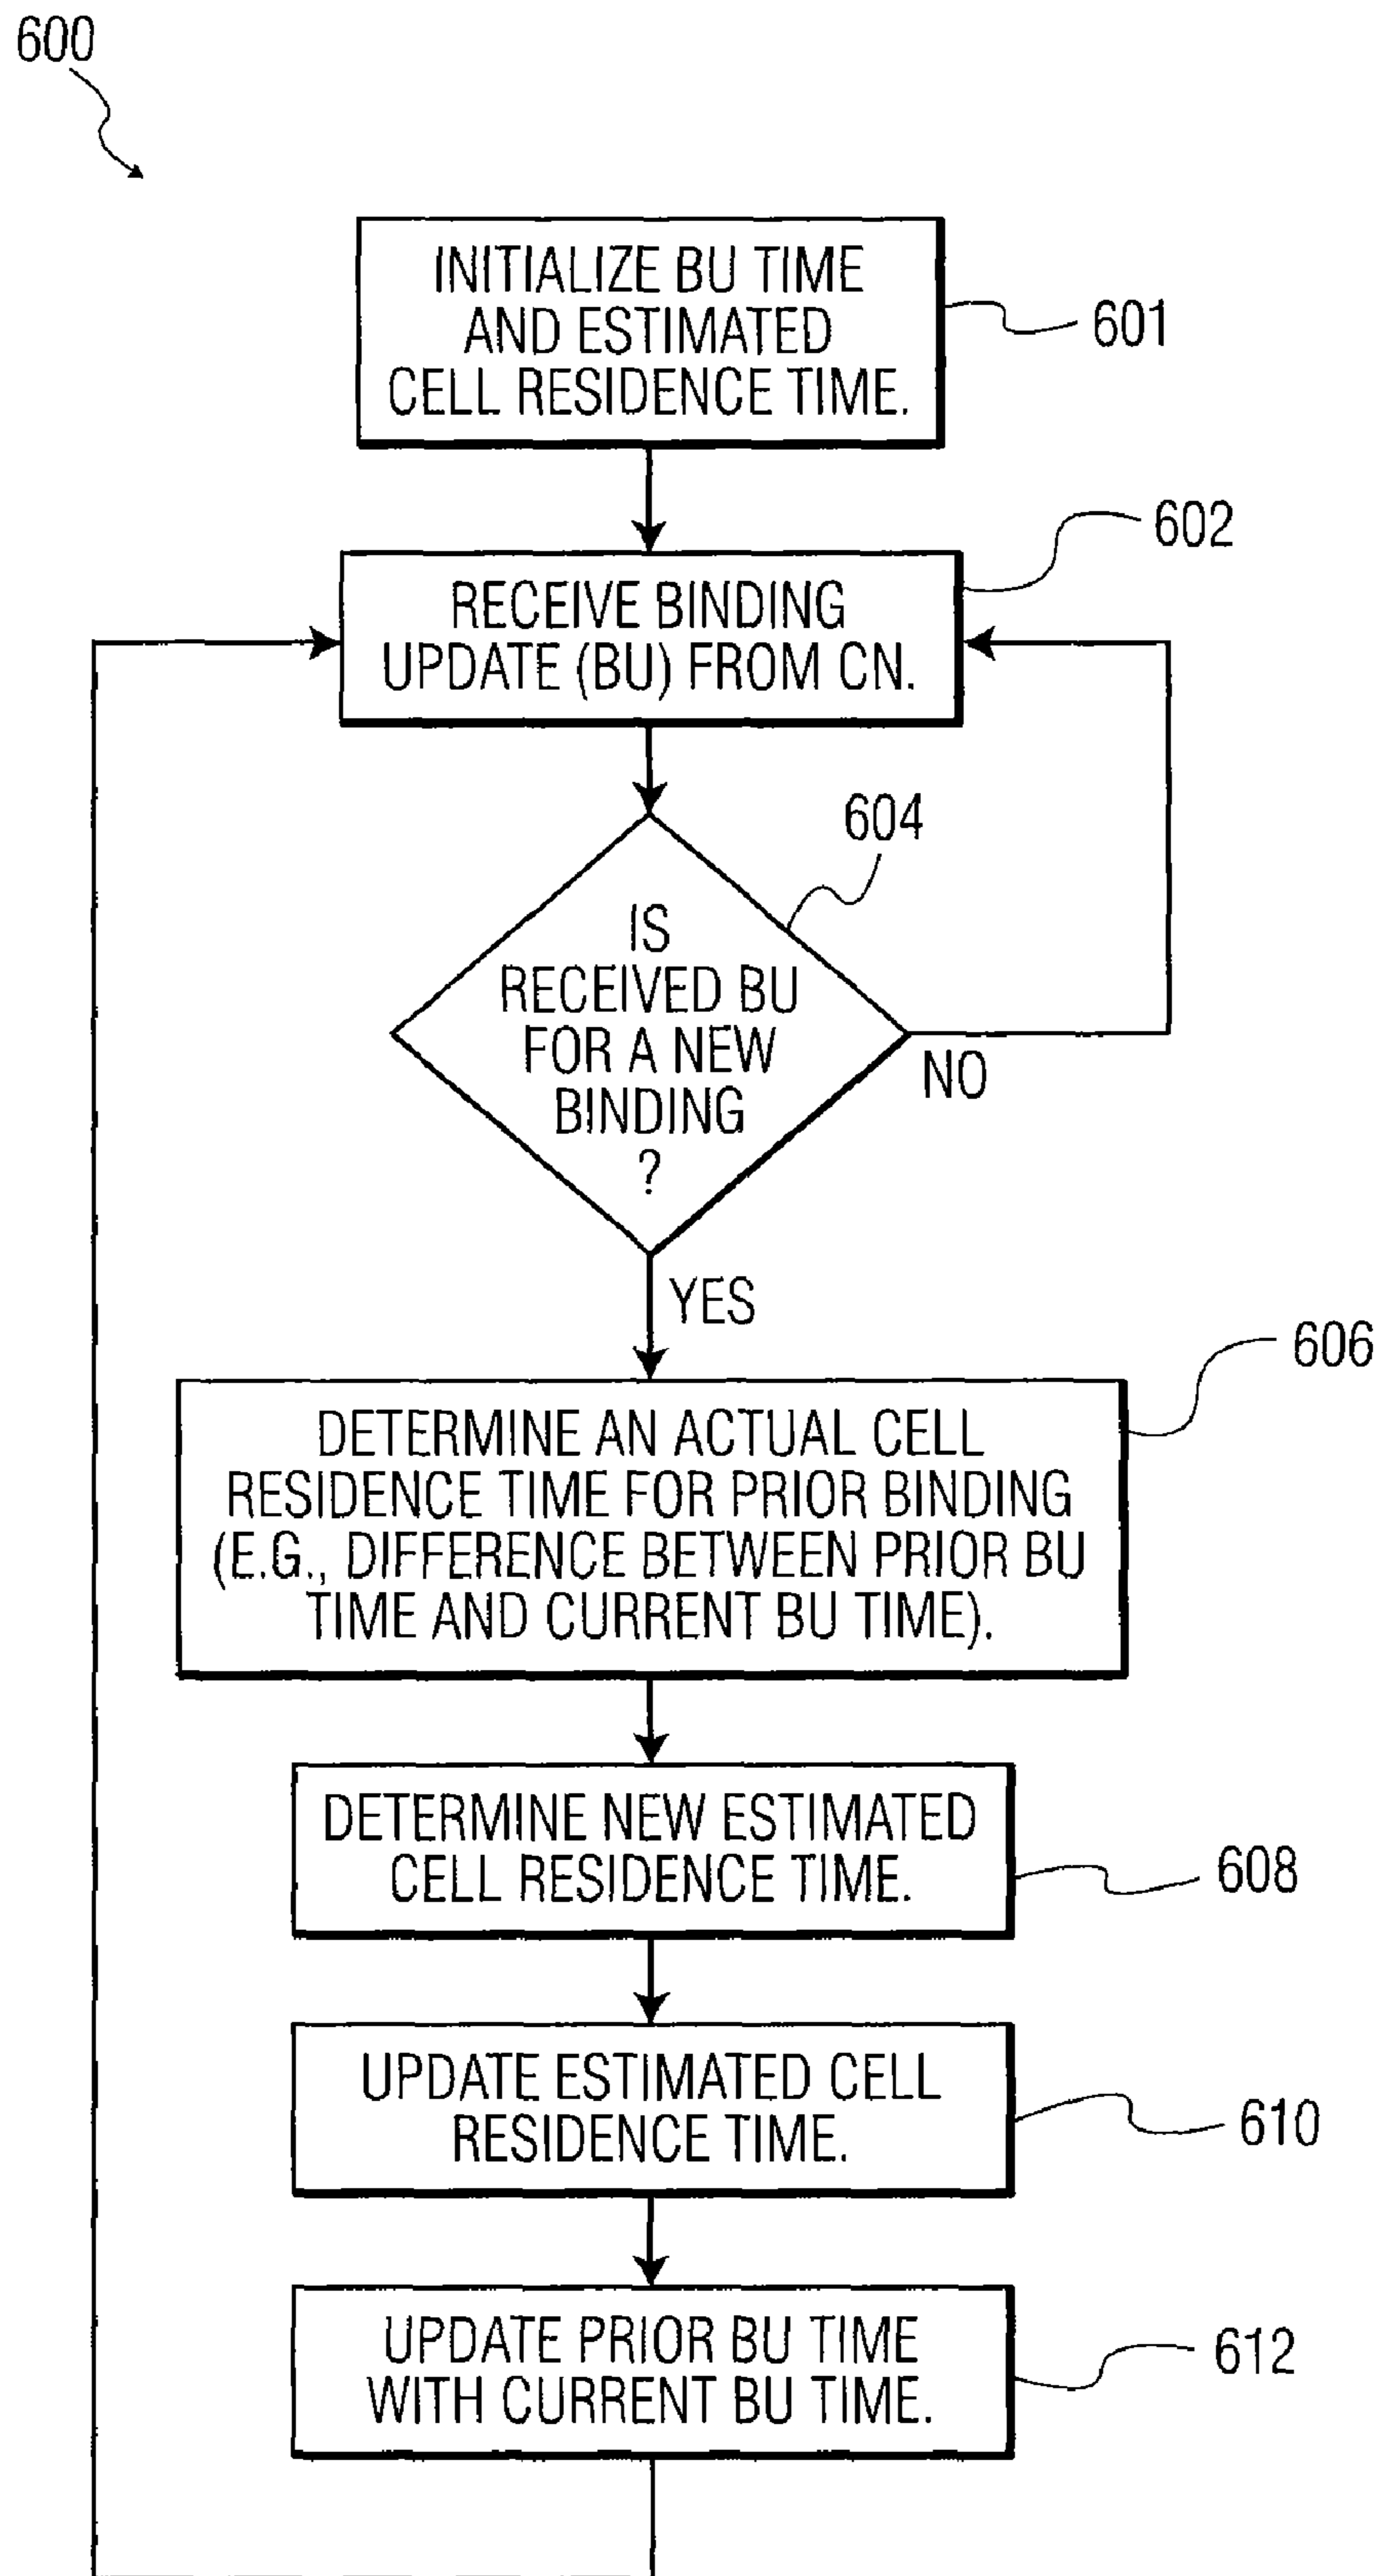 600
INITIALIZE BU TIME
AND ESTIMATED
CELL RESIDENCE TIME.
601
RECEIVE BINDING
UPDATE (BU) FROM CN.
602
IS
RECEIVED BU
FOR A NEW
BINDING
?
604
NO
YES
DETERMINE AN ACTUAL CELL
RESIDENCE TIME FOR PRIOR BINDING
(E.G., DIFFERENCE BETWEEN PRIOR BU
TIME AND CURRENT BU TIME).
606
DETERMINE NEW ESTIMATED
CELL RESIDENCE TIME.
608
UPDATE ESTIMATED CELL
RESIDENCE TIME.
610
UPDATE PRIOR BU TIME
WITH CURRENT BU TIME.
612